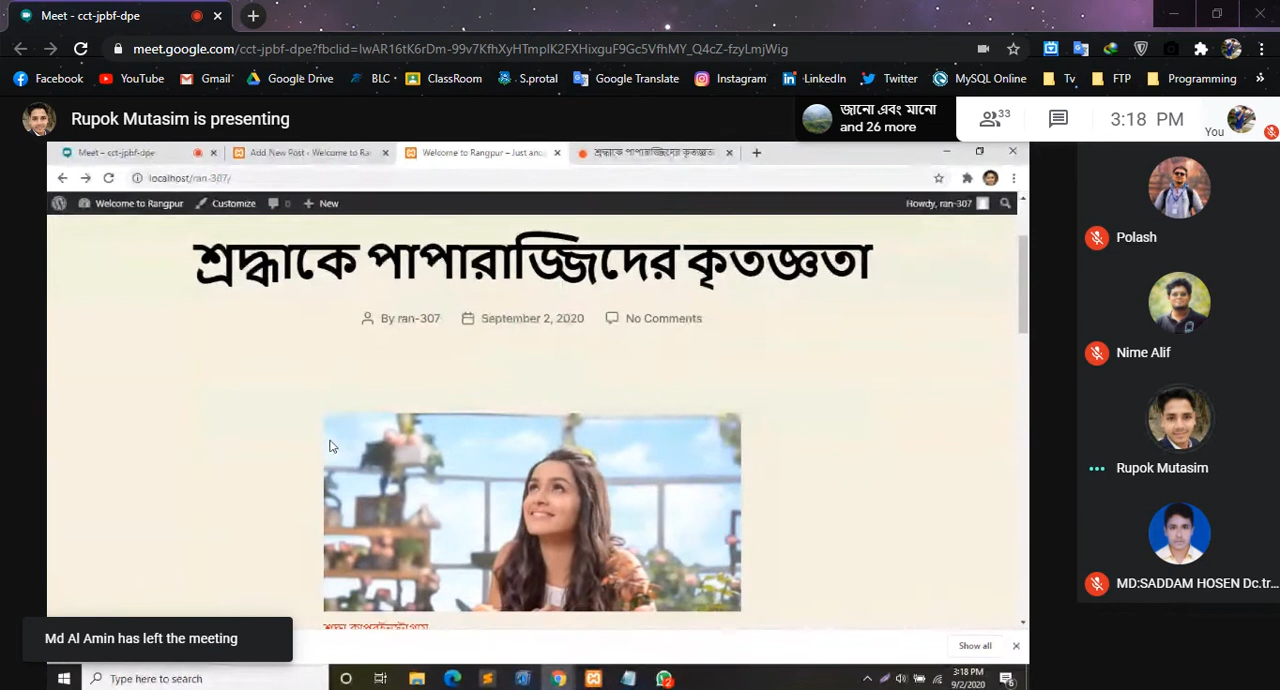 Meet – cct-jpbf-dpe
meet.google.com/cct-jpbf-dpe?fbclid=IwAR16tK6rDm-99v7KfhXyHTmplK2FXHixguF9Gc5VfhMY_Q4cZ-fzyLmjWig
Facebook YouTube Gmail Google Drive BLC ClassRoom S.protal Google Translate Instagram LinkedIn Twitter MySQL Online Tv FTP Programming »
Rupok Mutasim is presenting
জানো এবং মানো
and 26 more
33
3:18 PM
You
Meet – cct-jpbf-dpe
Add New Post ‹ Welcome to Ra
Welcome to Rangpur – Just ano
শ্রদ্ধাকে পাপারাজ্জিদের কৃতজ্ঞতা
localhost/ran-307/
Welcome to Rangpur Customize 0 New Howdy, ran-307
শ্রদ্ধাকে পাপারাজ্জিদের কৃতজ্ঞতা
By ran-307 September 2, 2020 No Comments
Polash
Nime Alif
Rupok Mutasim
MD:SADDAM HOSEN Dc.tr...
Md Al Amin has left the meeting
Show all
Type here to search
2
3:18 PM
9/2/2020
6